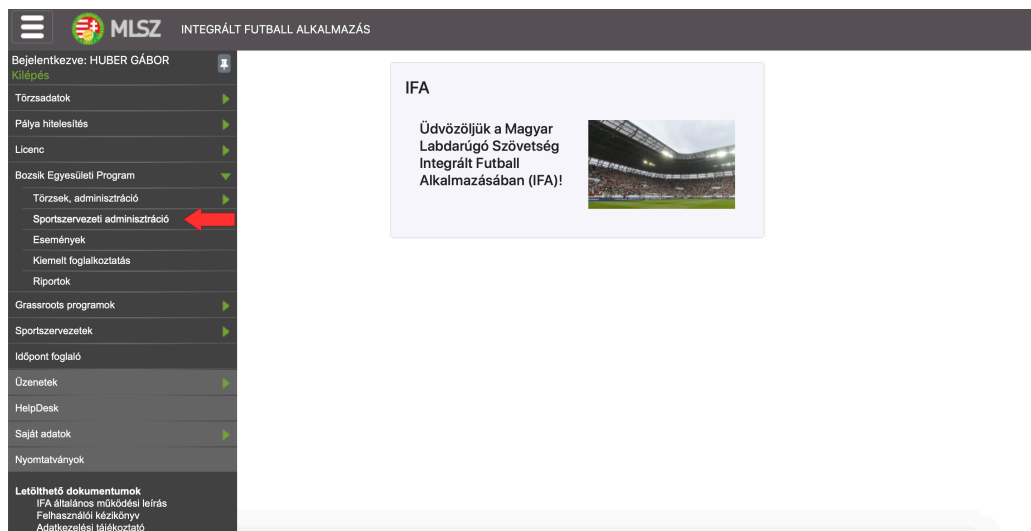 MLSZ INTEGRÁLT FUTBALL ALKALMAZÁS
Bejelentkezve: HUBER GÁBOR
Kilépés
Törzsadatok
Pálya hitelesítés
Licenc
Bozsik Egyesületi Program
Törzsek, adminisztráció
Sportszervezeti adminisztráció
Események
Kiemelt foglalkoztatás
Riportok
Grassroots programok
Sportszervezetek
Időpont foglaló
Üzenetek
HelpDesk
Saját adatok
Nyomtatványok
Letölthető dokumentumok
IFA általános működési leírás
Felhasználói kézikönyv
Adatkezelési tájékoztató
IFA
Üdvözöljük a Magyar
Labdarúgó Szövetség
Integrált Futball
Alkalmazásában (IFA)!